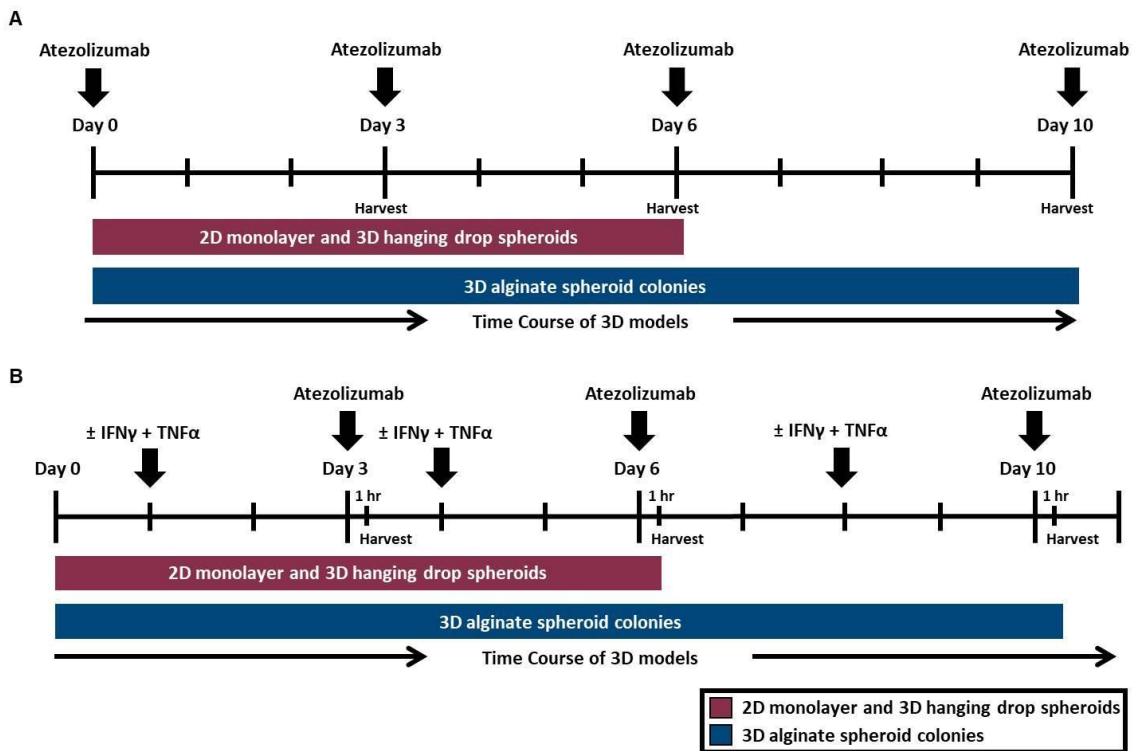 A
Atezolizumab Atezolizumab Atezolizumab Atezolizumab
Day 0 Day 3 Day 6 Day 10
Harvest Harvest Harvest
2D monolayer and 3D hanging drop spheroids
3D alginate spheroid colonies
Time Course of 3D models
B
Atezolizumab Atezolizumab Atezolizumab
± IFNγ + TNFα ± IFNγ + TNFα ± IFNγ + TNFα
Day 0 Day 3 Day 6 Day 10
1 hr 1 hr 1 hr
Harvest Harvest Harvest
2D monolayer and 3D hanging drop spheroids
3D alginate spheroid colonies
Time Course of 3D models
2D monolayer and 3D hanging drop spheroids
3D alginate spheroid colonies